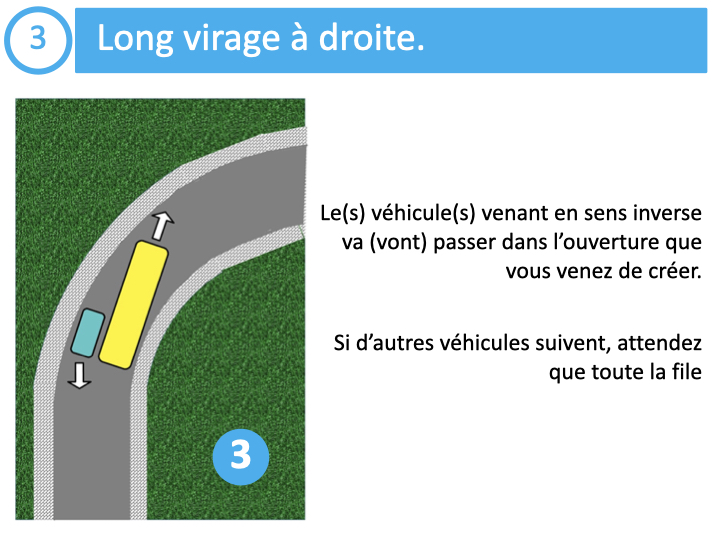 3
Long virage à droite.
Le(s) véhicule(s) venant en sens inverse
va (vont) passer dans l’ouverture que
vous venez de créer.
Si d’autres véhicules suivent, attendez
que toute la file
3